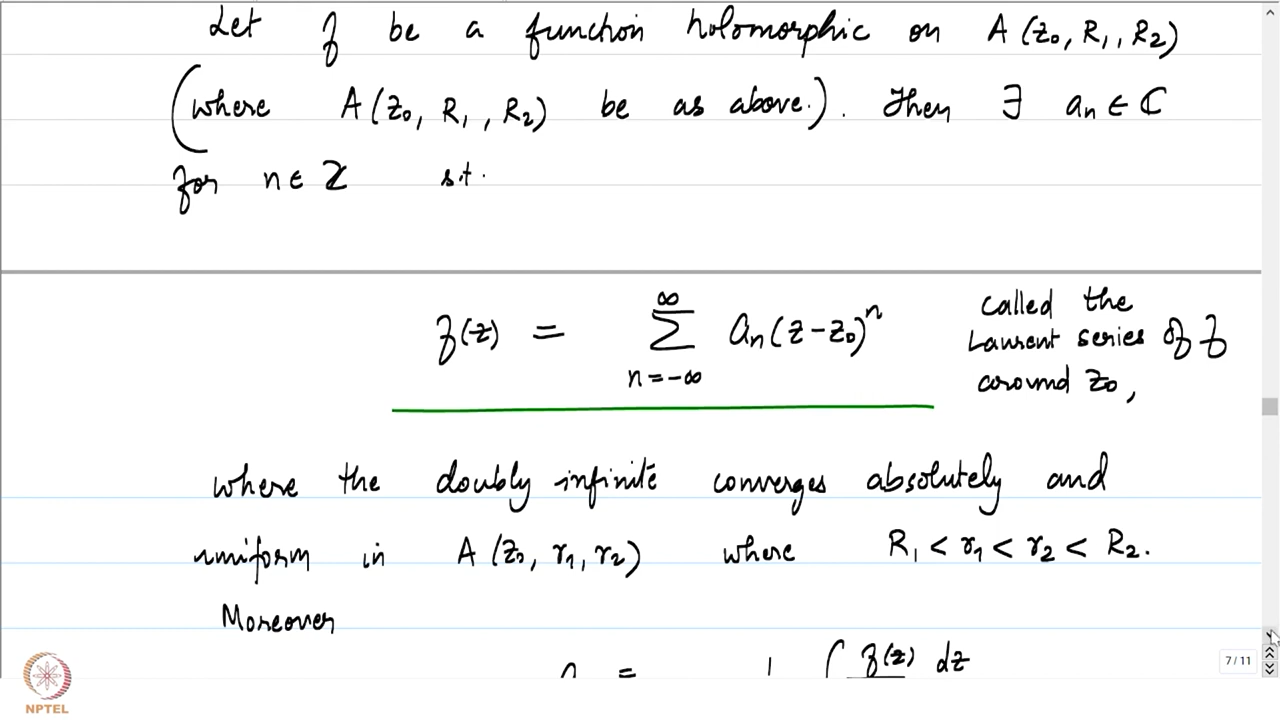 Let f be a function holomorphic on A (z₀, R₁, R₂)
(where A (z₀, R₁, R₂) be as above.). Then ∃ aₙ ∈ ℂ
for n ∈ ℤ s.t.
f(z) = ∑_{n=-∞}^{∞} aₙ (z-z₀)ⁿ
called the
Laurent series of f
around z₀,
where the doubly infinite converges absolutely and
uniform in A (z₀, r₁, r₂) where R₁ < r₁ < r₂ < R₂.
Moreover
f(z) dz
7 / 11
NPTEL